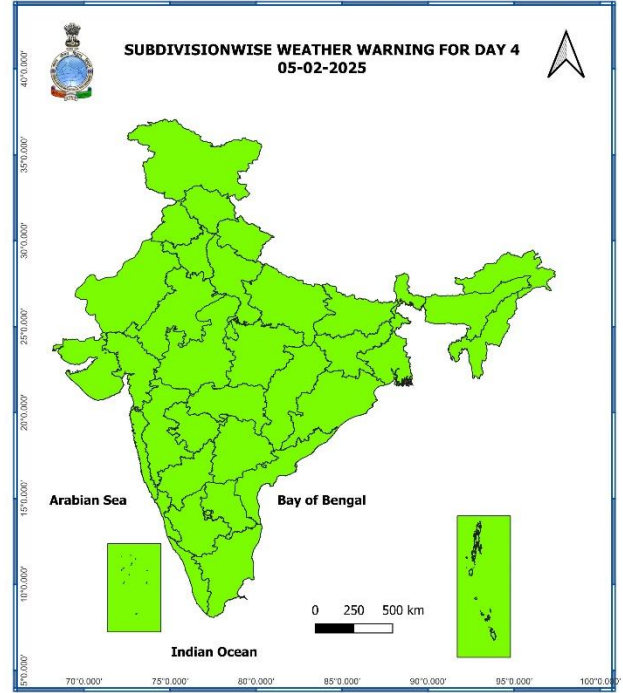 SUBDIVISIONWISE WEATHER WARNING FOR DAY 4
05-02-2025
40°0.000'
35°0.000'
30°0.000'
25°0.000'
20°0.000'
15°0.000'
10°0.000'
5°0.000'
Arabian Sea
Bay of Bengal
0 250 500 km
Indian Ocean
70°0.000' 75°0.000' 80°0.000' 85°0.000' 90°0.000' 95°0.000' 100°0.000'